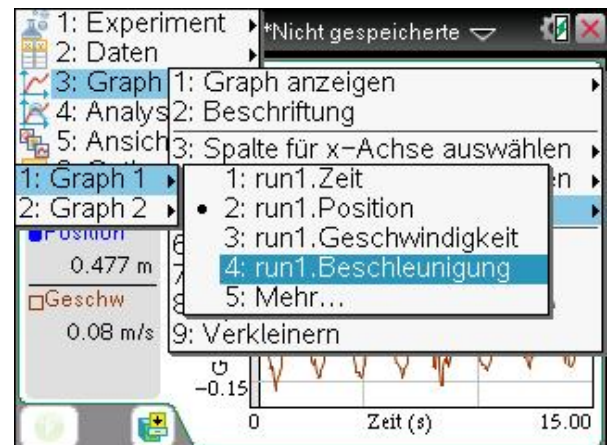 1: Experiment
*Nicht gespeicherte
2: Daten
3: Graph
1: Graph anzeigen
4: Analys
2: Beschriftung
5: Ansich
3: Spalte für x-Achse auswählen
1: Graph 1
1: run1.Zeit
en
2: Graph 2
2: run1.Position
Position
3: run1.Geschwindigkeit
0.477 m
4: run1.Beschleunigung
Geschw
5: Mehr...
0.08 m/s
9: Verkleinern
G
-0.15
0
Zeit (s)
15.00